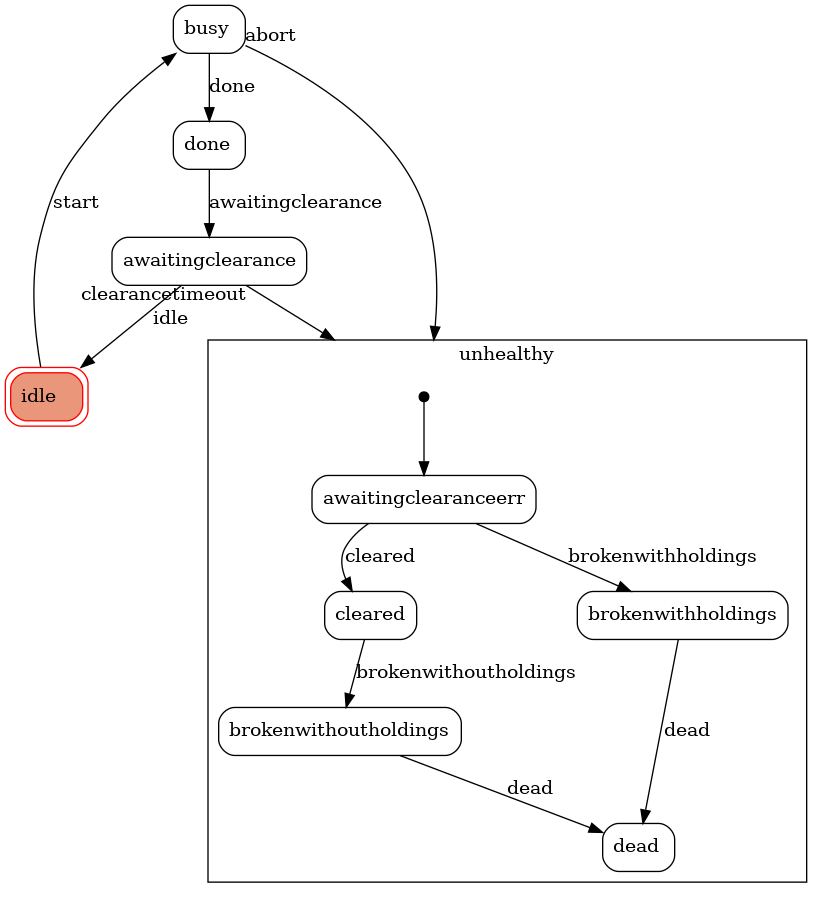 busy
abort
done
done
start
awaitingclearance
awaitingclearance
clearancetimeout
idle
unhealthy
idle
awaitingclearanceerr
cleared
brokenwithholdings
cleared
brokenwithholdings
brokenwithoutholdings
brokenwithoutholdings
dead
dead
dead